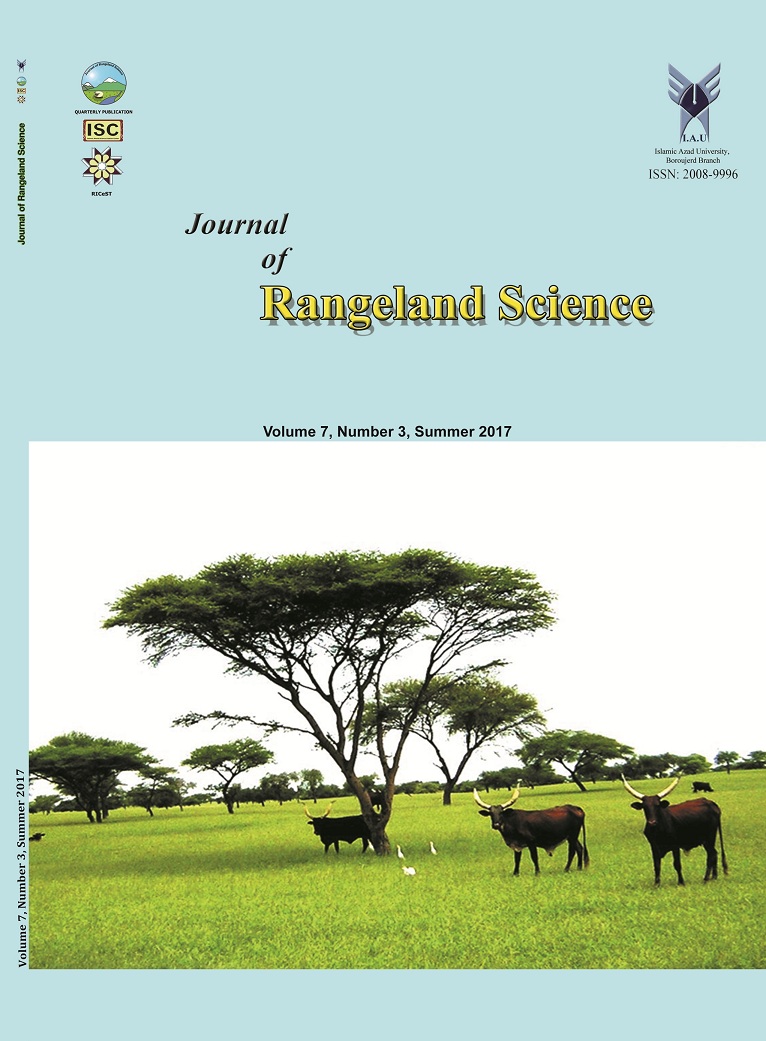 Journal of Rangeland Science
QUARTERLY PUBLICATION
ISC
RICeST
I.A.U
Islamic Azad University,
Boroujerd Branch
ISSN: 2008-9996
Journal
of
Rangeland Science
Volume 7, Number 3, Summer 2017
Volume 7, Number 3, Summer 2017